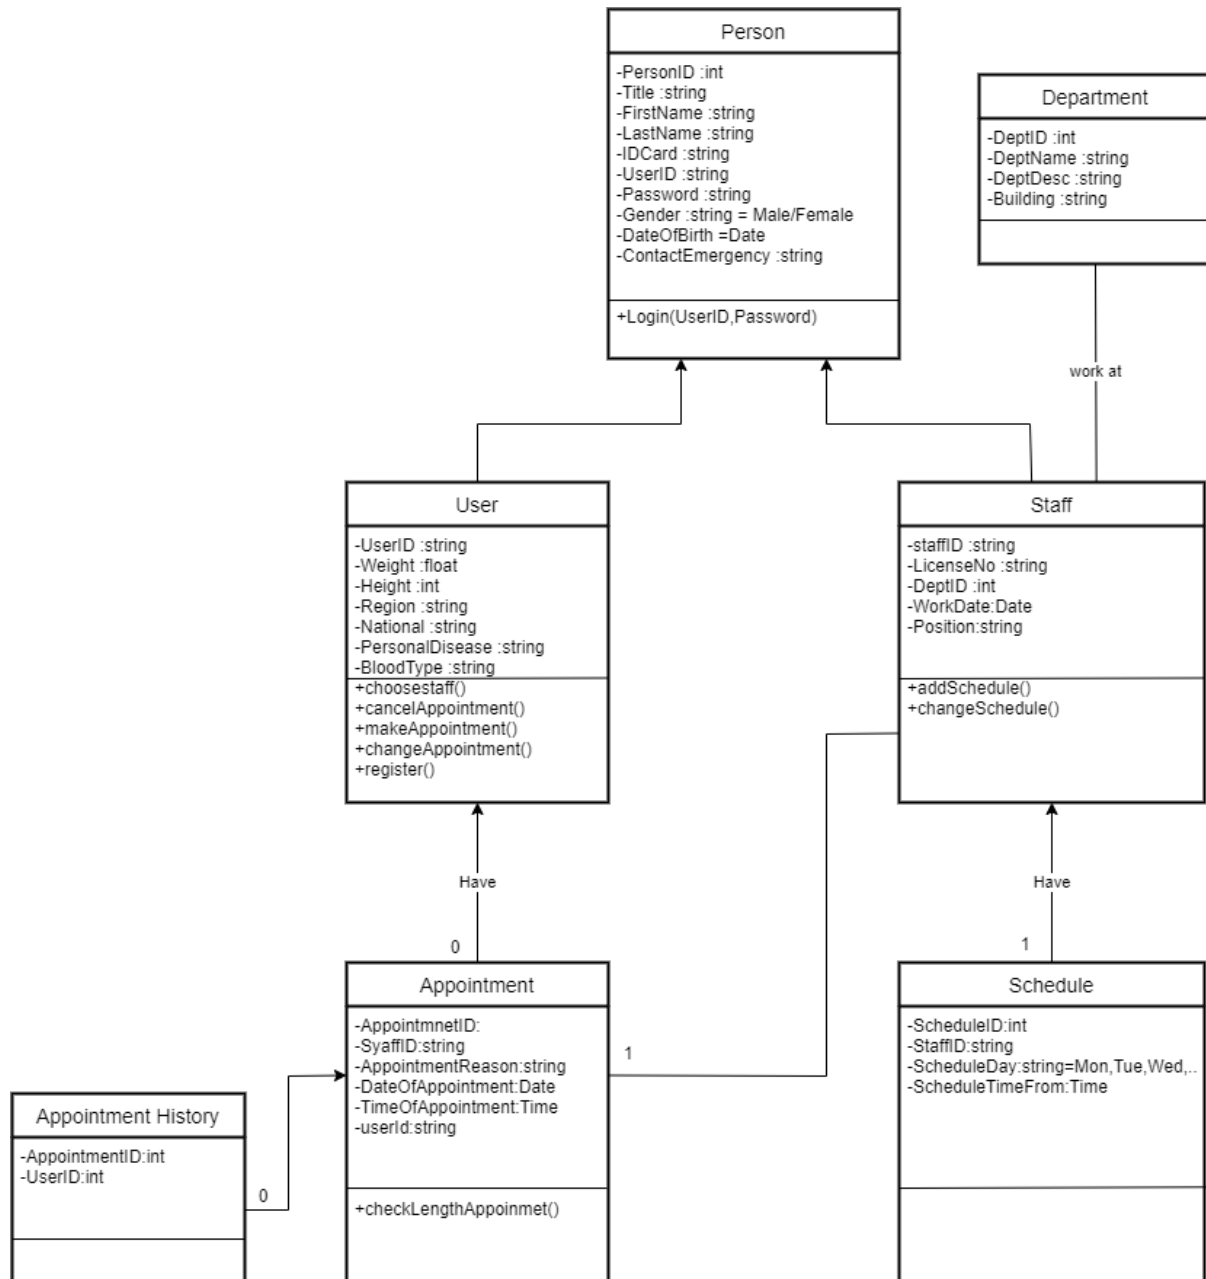 Person
-PersonID :int
-Title :string
-FirstName :string
-LastName :string
-IDCard :string
-UserID :string
-Password :string
-Gender :string = Male/Female
-DateOfBirth =Date
-ContactEmergency :string
+Login(UserID,Password)
Department
-DeptID :int
-DeptName :string
-DeptDesc :string
-Building :string
work at
User
-UserID :string
-Weight :float
-Height :int
-Region :string
-National :string
-PersonalDisease :string
-BloodType :string
+choosestaff()
+cancelAppointment()
+makeAppointment()
+changeAppointment()
+register()
Staff
-staffID :string
-LicenseNo :string
-DeptID :int
-WorkDate:Date
-Position:string
+addSchedule()
+changeSchedule()
Have
0
Have
1
Appointment
-AppointmnetID:
-SyaffID:string
-AppointmentReason:string
-DateOfAppointment:Date
-TimeOfAppointment:Time
-userId:string
+checkLengthAppoinmet()
1
Schedule
-ScheduleID:int
-StaffID:string
-ScheduleDay:string=Mon,Tue,Wed,..
-ScheduleTimeFrom:Time
Appointment History
-AppointmentID:int
-UserID:int
0